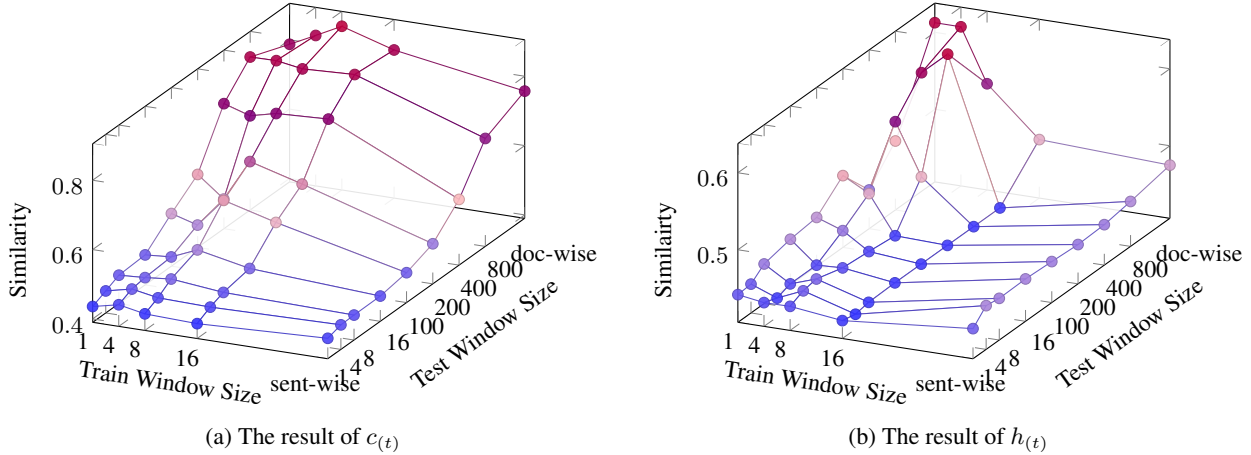 0.8
0.6
0.4
Similarity
1
4
8
16
Train Window Size
sent-wise
1
4
8
16
100
200
400
800
doc-wise
Test Window Size
(a) The result of c(t)
0.6
0.5
Similairty
1
4
8
16
Train Window Size
sent-wise
1
4
8
16
100
200
400
800
doc-wise
Test Window Size
(b) The result of h(t)